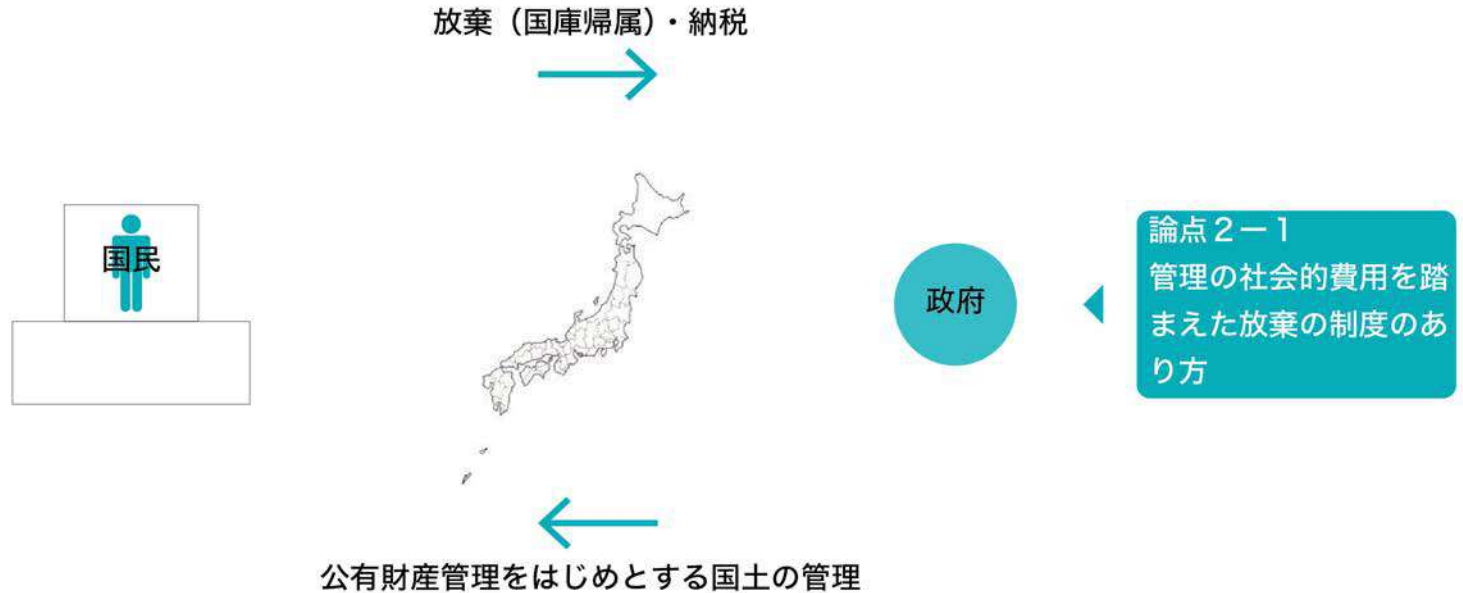 放棄（国庫帰属）・納税
国民
政府
論点２ー１
管理の社会的費用を踏
まえた放棄の制度のあ
り方
公有財産管理をはじめとする国土の管理